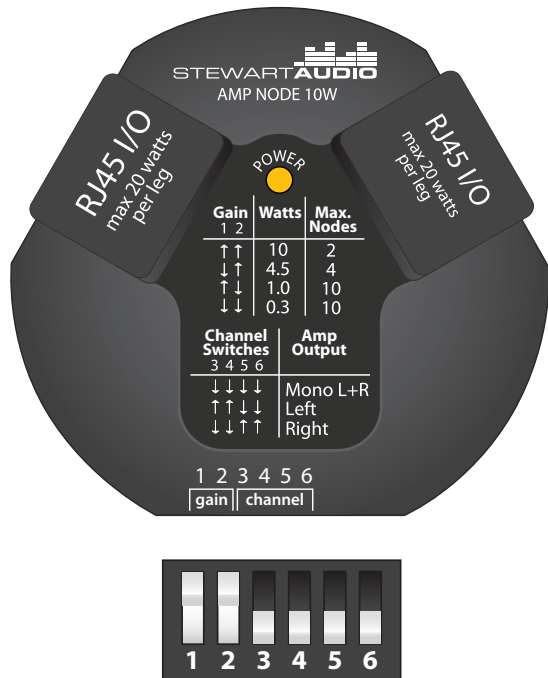 STEWARTAUDIO
AMP NODE 10W
RJ45 I/O
max 20 watts
per leg
RJ45 I/O
max 20 watts
per leg
POWER
Gain Watts Max.
1 2 Nodes
↑↑ 10 2
↓↑ 4.5 4
↑↓ 1.0 10
↓↓ 0.3 10
Channel Amp
Switches Output
3 4 5 6
↓↓↓↓ Mono L+R
↑↑↓↓ Left
↓↓↑↑ Right
1 2 3 4 5 6
gain channel
1 2 3 4 5 6